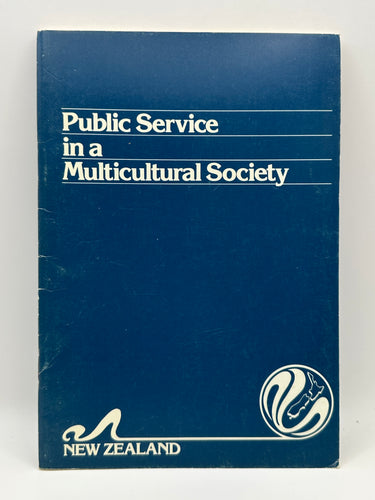 Public Service
in a
Multicultural Society
NEW ZEALAND